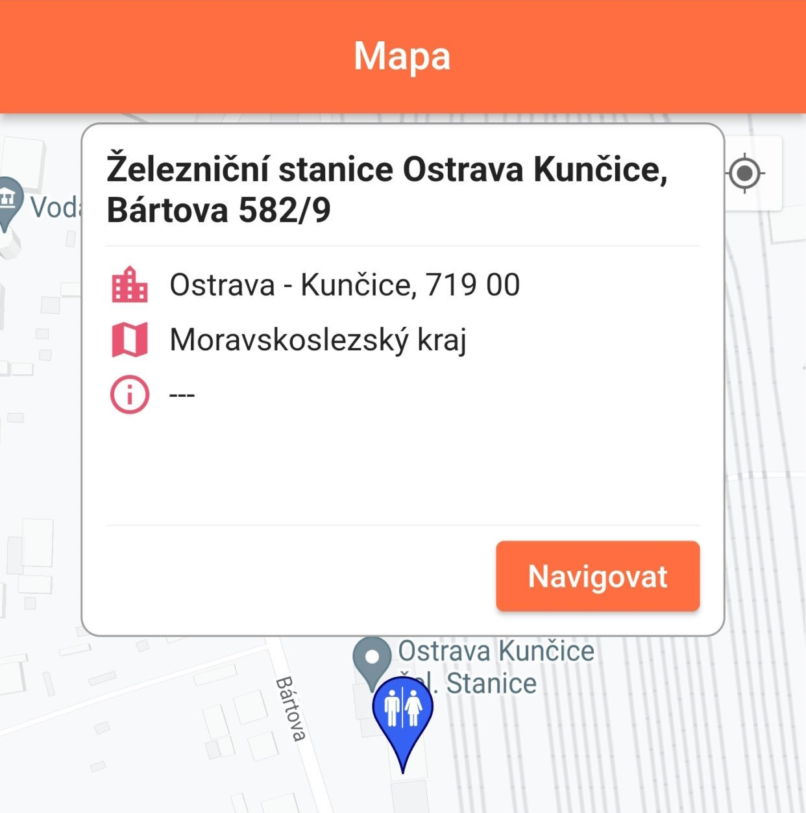 Mapa
Železniční stanice Ostrava Kunčice,
Bártova 582/9
Ostrava - Kunčice, 719 00
Moravskoslezský kraj
---
Navigovat
Ostrava Kunčice
Stanice
Bártova